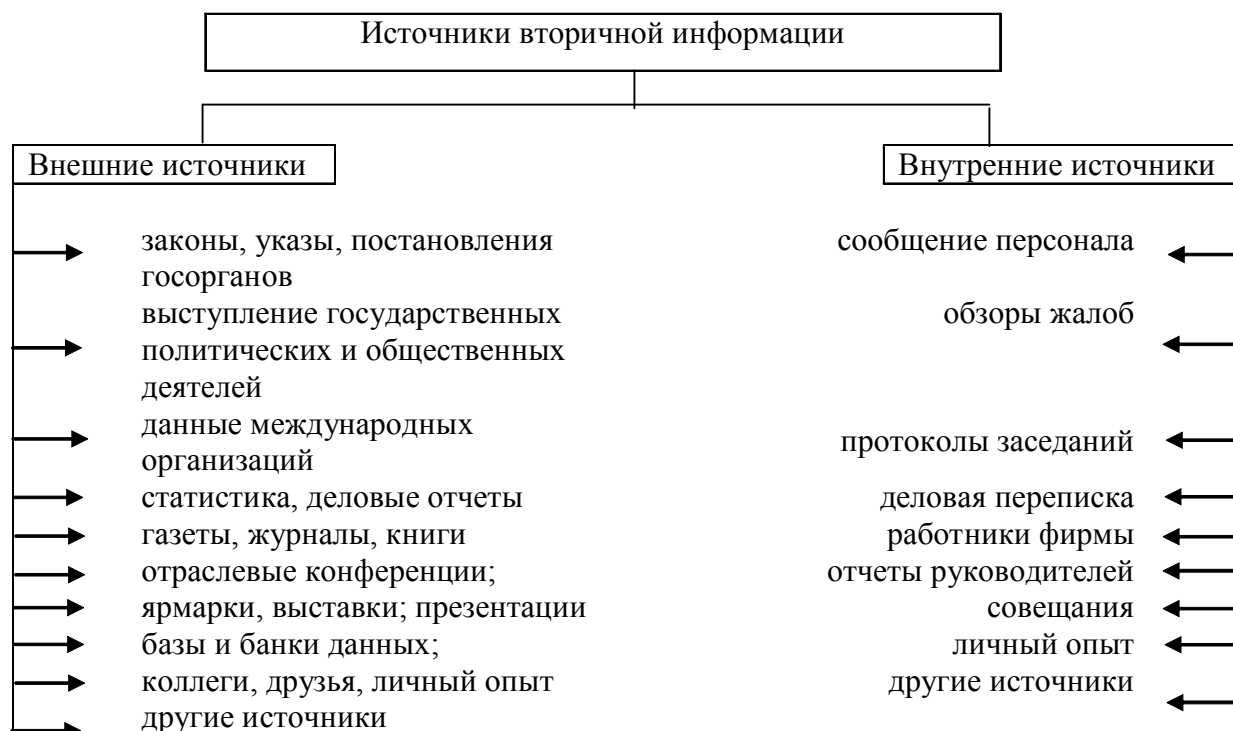 Источники вторичной информации
Внешние источники
законы, указы, постановления
госорганов
выступление государственных
политических и общественных
деятелей
данные международных
организаций
статистика, деловые отчеты
газеты, журналы, книги
отраслевые конференции;
ярмарки, выставки; презентации
базы и банки данных;
коллеги, друзья, личный опыт
другие источники
Внутренние источники
сообщение персонала
обзоры жалоб
протоколы заседаний
деловая переписка
работники фирмы
отчеты руководителей
совещания
личный опыт
другие источники